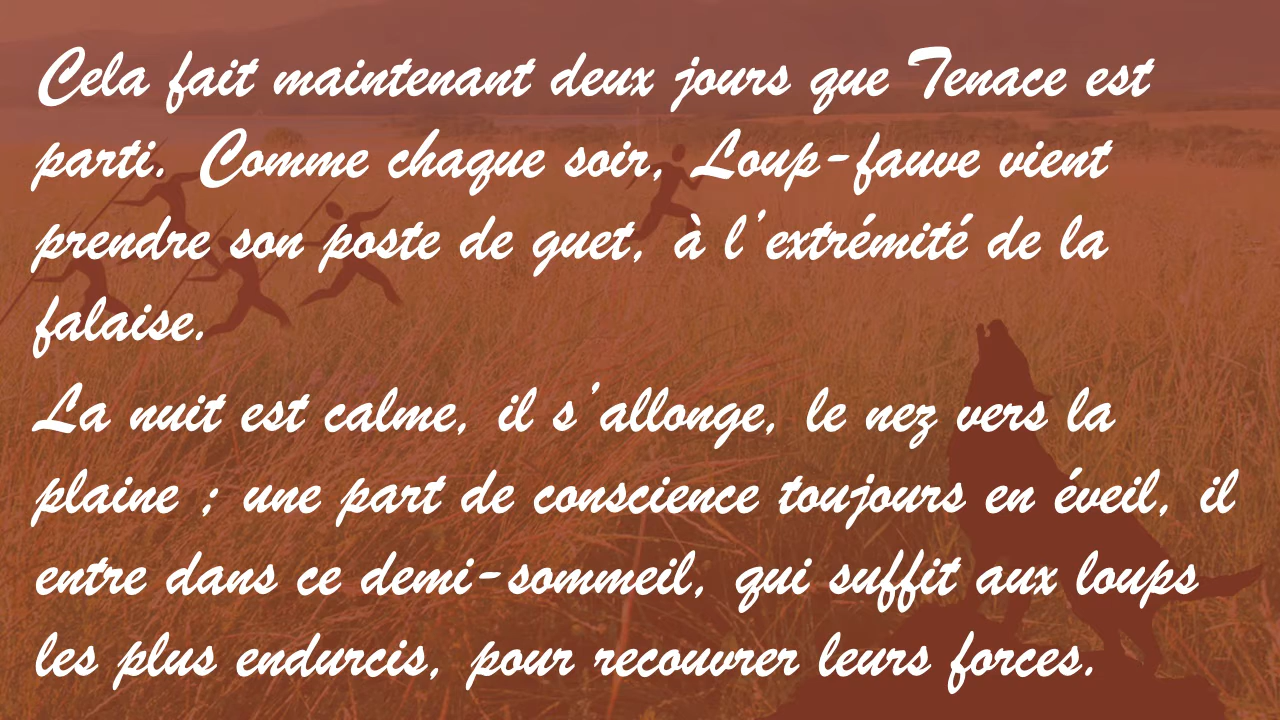 Cela fait maintenant deux jours que Tenace est
parti. Comme chaque soir, Loup-fauve vient
prendre son poste de guet, à l'extrémité de la
falaise.
La nuit est calme, il s'allonge, le nez vers la
plaine ; une part de conscience toujours en éveil, il
entre dans ce demi-sommeil, qui suffit aux loups
les plus endurcis, pour recouvrer leurs forces.